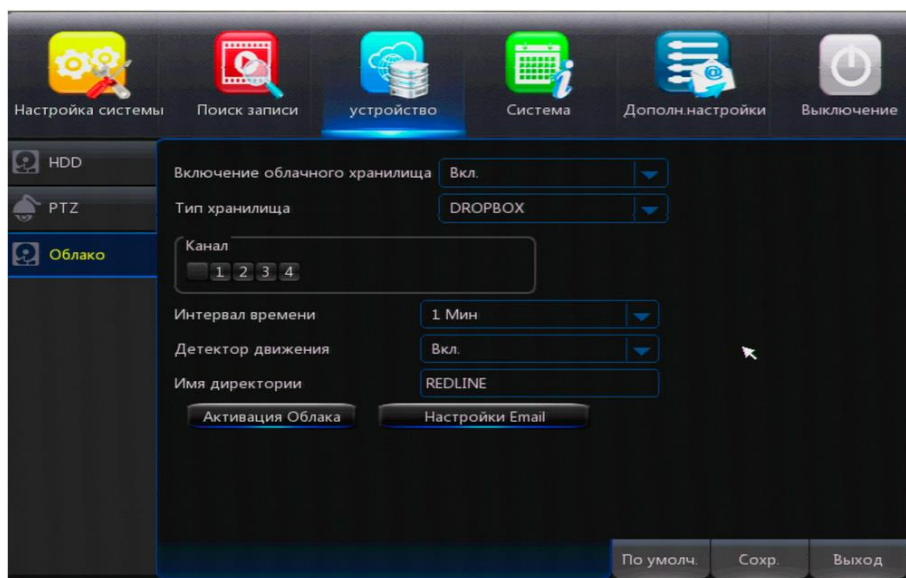 Настройка системы Поиск записи устройство Система Дополн.настройки Выключение
HDD
PTZ
Облако
Включение облачного хранилища Вкл.
Тип хранилища DROPBOX
Канал
1 2 3 4
Интервал времени 1 Мин
Детектор движения Вкл.
Имя директории REDLINE
Активация Облака Настройки Email
По умолч. Сохр. Выход